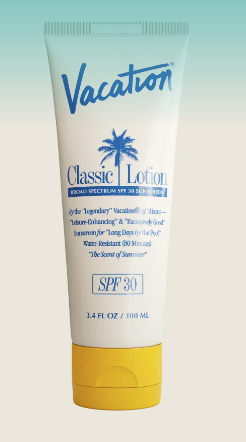 Vacation®
Classic Lotion
BROAD SPECTRUM SPF 30 SUNSCREEN
By the "Legendary" Vacation® of Miami—
"Leisure-Enhancing" & "Excessively Good"
Sunscreen for "Long Days by the Pool"
Water-Resistant (80 Minutes)
"The Scent of Summer"
SPF 30
3.4 FL OZ / 100 ML